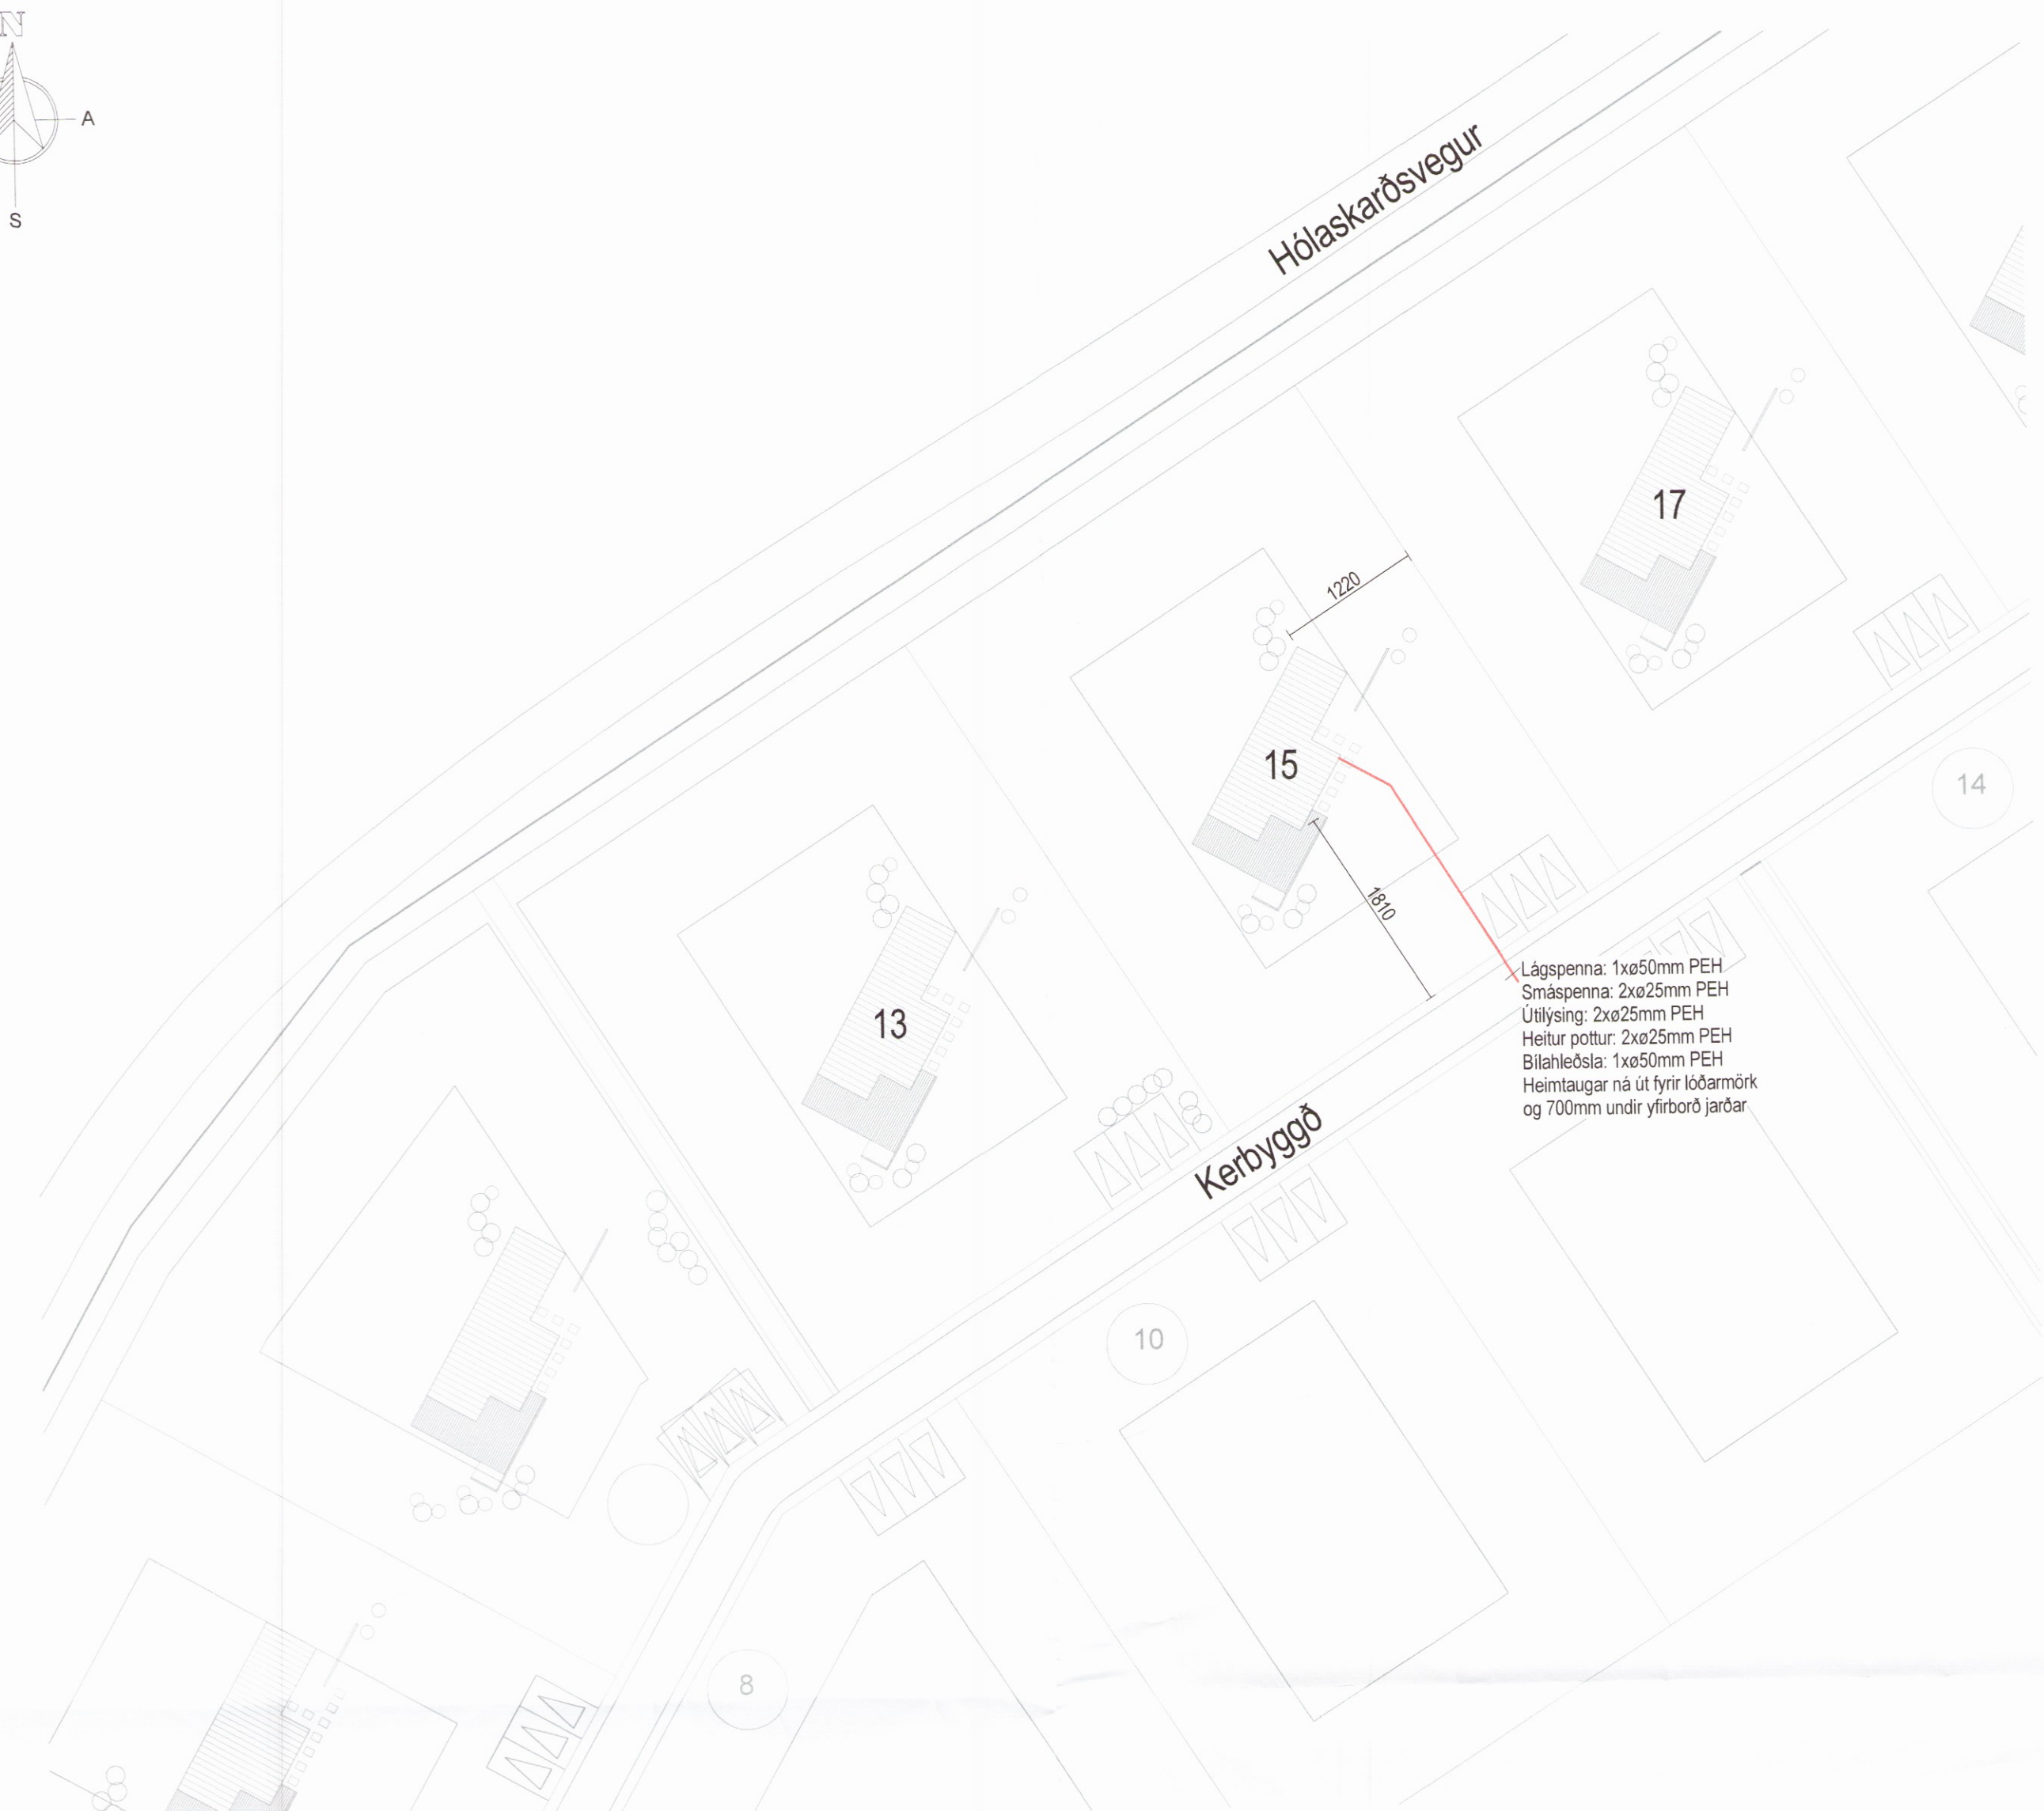 N
A
S
Hólaskarðsvegur
17
1220
15
14
1810
Lágspenna: 1xø50mm PEH
Smáspenna: 2xø25mm PEH
Útilýsing: 2xø25mm PEH
Heitur pottur: 2xø25mm PEH
Bílahleðsla: 1xø50mm PEH
Heimtaugar ná út fyrir lóðarmörk
og 700mm undir yfirborð jarðar
13
Kerbyggð
10
8